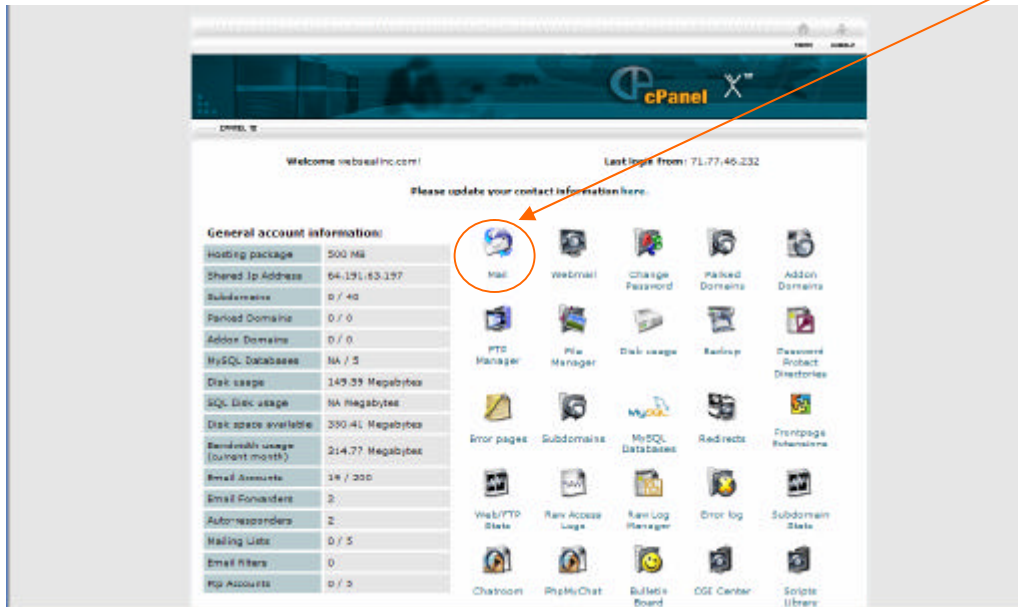 cPanel X™
CPANEL X
Welcome websealinc.com!
Last login from: 71.77.46.232
Please update your contact information here.
General account information:
Hosting package 500 MB
Shared Ip Address 64.191.63.197
Subdomains 0 / 40
Parked Domains 0 / 0
Addon Domains 0 / 0
MySQL Databases NA / 5
Disk usage 149.59 Megabytes
SQL Disk usage NA Megabytes
Disk space available 350.41 Megabytes
Bandwidth usage
(current month) 214.77 Megabytes
Email Accounts 19 / 200
Email Forwarders 2
Auto-responders 2
Mailing Lists 0 / 5
Email Filters 0
Ftp Accounts 0 / 5
Mail
Webmail
Change
Password
Parked
Domains
Addon
Domains
FTP
Manager
File
Manager
Disk usage
Backup
Password
Protect
Directories
Error pages
Subdomains
MySQL
MySQL
Databases
Redirects
Frontpage
Extensions
Web/FTP
Stats
RAW
Raw Access
Logs
Raw Log
Manager
Error log
Subdomain
Stats
Chatroom
PhpMyChat
Bulletin
Board
CGI Center
Scripts
Library